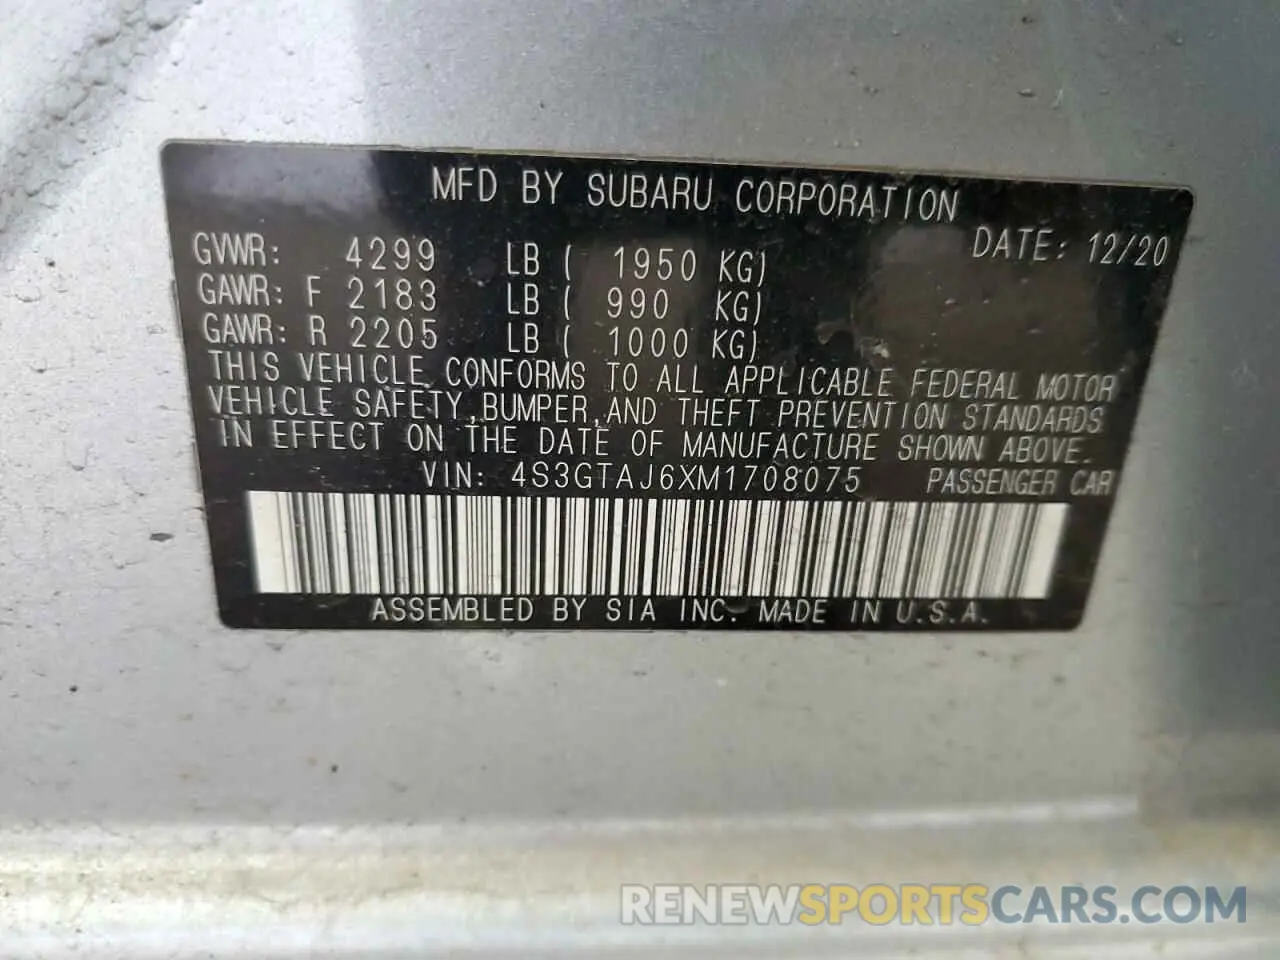 MFD BY SUBARU CORPORATION
DATE: 12/20
GVWR: 4299 LB ( 1950 KG)
GAWR: F 2183 LB ( 990 KG)
GAWR: R 2205 LB ( 1000 KG)
THIS VEHICLE CONFORMS TO ALL APPLICABLE FEDERAL MOTOR
VEHICLE SAFETY,BUMPER,AND THEFT PREVENTION STANDARDS
IN EFFECT ON THE DATE OF MANUFACTURE SHOWN ABOVE.
VIN: 4S3GTAJ6XM1708075 PASSENGER CAR
ASSEMBLED BY SIA INC. MADE IN U.S.A.
RENEWSPORTSCARS.COM